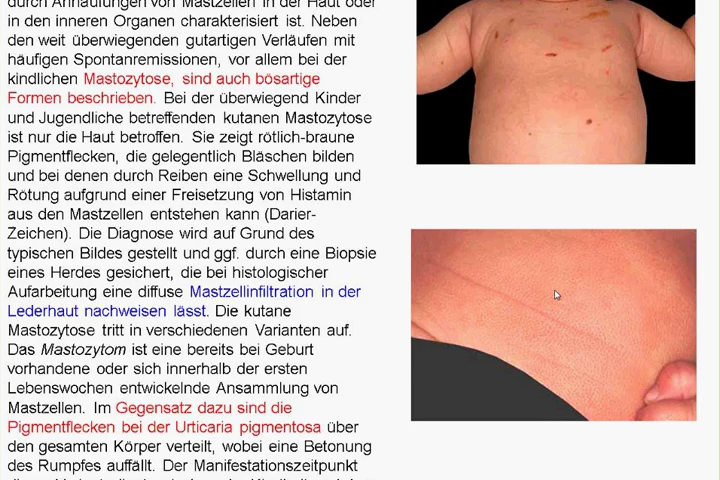 durch Anhäufungen von Mastzellen in der Haut oder
in den inneren Organen charakterisiert ist. Neben
den weit überwiegenden gutartigen Verläufen mit
häufigen Spontanremissionen, vor allem bei der
kindlichen Mastozytose, sind auch bösartige
Formen beschrieben. Bei der überwiegend Kinder
und Jugendliche betreffenden kutanen Mastozytose
ist nur die Haut betroffen. Sie zeigt rötlich-braune
Pigmentflecken, die gelegentlich Bläschen bilden
und bei denen durch Reiben eine Schwellung und
Rötung aufgrund einer Freisetzung von Histamin
aus den Mastzellen entstehen kann (Darier-
Zeichen). Die Diagnose wird auf Grund des
typischen Bildes gestellt und ggf. durch eine Biopsie
eines Herdes gesichert, die bei histologischer
Aufarbeitung eine diffuse Mastzellinfiltration in der
Lederhaut nachweisen lässt. Die kutane
Mastozytose tritt in verschiedenen Varianten auf.
Das Mastozytom ist eine bereits bei Geburt
vorhandene oder sich innerhalb der ersten
Lebenswochen entwickelnde Ansammlung von
Mastzellen. Im Gegensatz dazu sind die
Pigmentflecken bei der Urticaria pigmentosa über
den gesamten Körper verteilt, wobei eine Betonung
des Rumpfes auffällt. Der Manifestationszeitpunkt